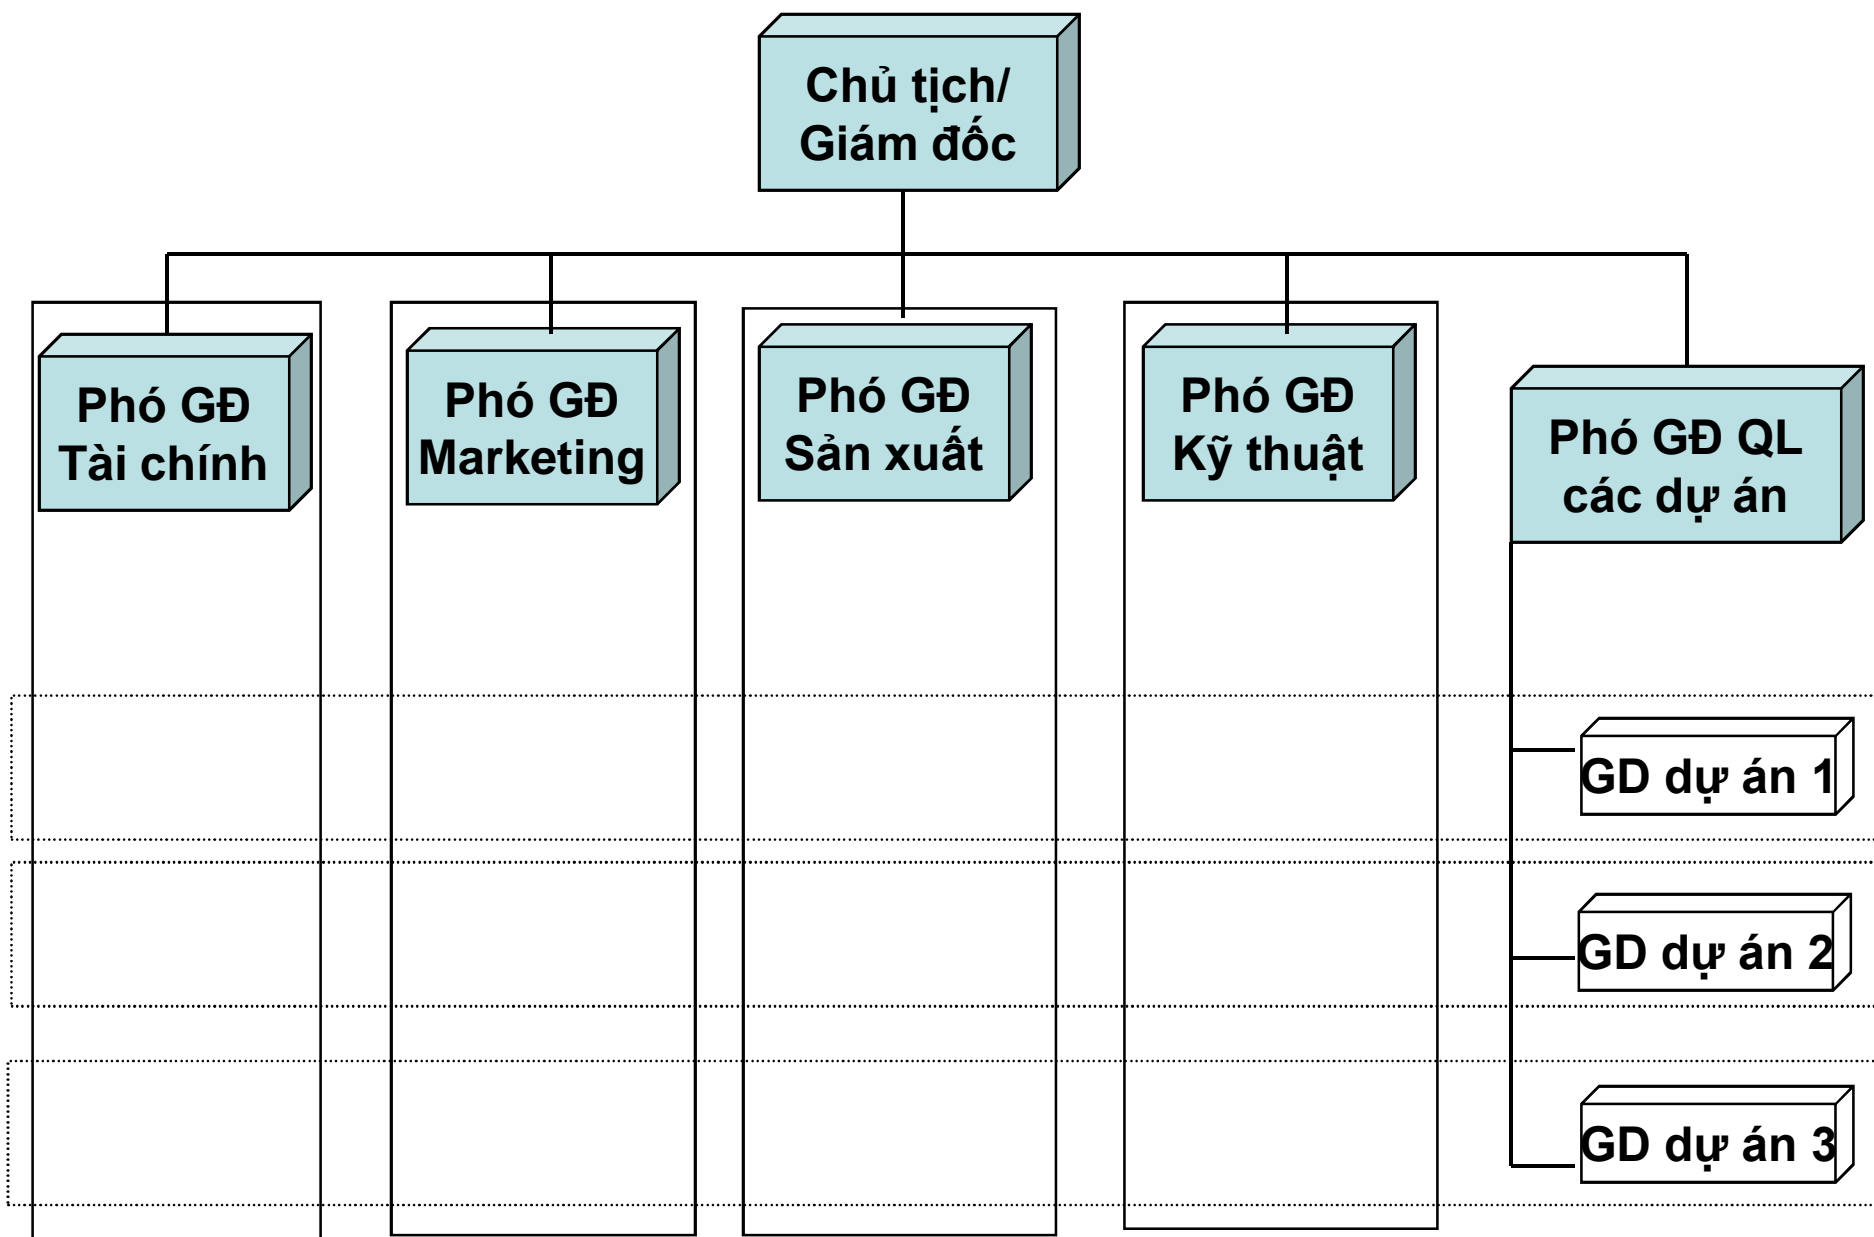 Chủ tịch/
Giám đốc
Phó GĐ
Tài chính
Phó GĐ
Marketing
Phó GĐ
Sản xuất
Phó GĐ
Kỹ thuật
Phó GĐ QL
các dự án
GD dự án 1
GD dự án 2
GD dự án 3